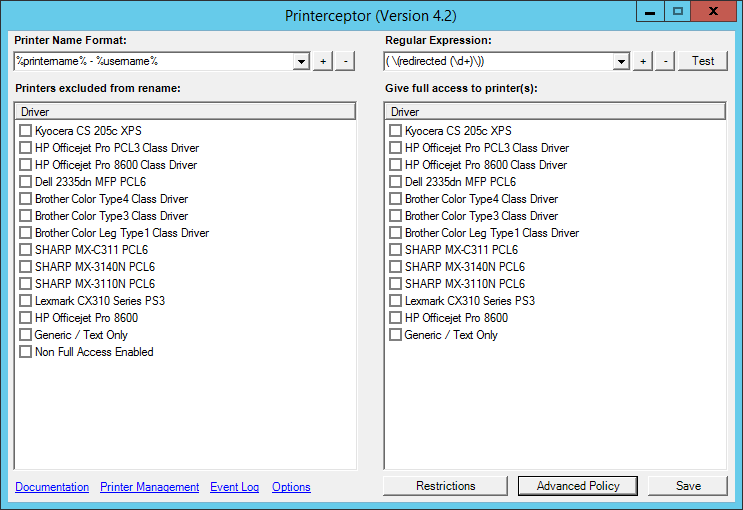 Printerceptor (Version 4.2)
Printer Name Format:
%printername% - %username%
+
-
Regular Expression:
( \(redirected (\d+)\))
+
-
Test
Printers excluded from rename:
Driver
Kyocera CS 205c XPS
HP Officejet Pro PCL3 Class Driver
HP Officejet Pro 8600 Class Driver
Dell 2335dn MFP PCL6
Brother Color Type4 Class Driver
Brother Color Type3 Class Driver
Brother Color Leg Type1 Class Driver
SHARP MX-C311 PCL6
SHARP MX-3140N PCL6
SHARP MX-3110N PCL6
Lexmark CX310 Series PS3
HP Officejet Pro 8600
Generic / Text Only
Non Full Access Enabled
Give full access to printer(s):
Driver
Kyocera CS 205c XPS
HP Officejet Pro PCL3 Class Driver
HP Officejet Pro 8600 Class Driver
Dell 2335dn MFP PCL6
Brother Color Type4 Class Driver
Brother Color Type3 Class Driver
Brother Color Leg Type1 Class Driver
SHARP MX-C311 PCL6
SHARP MX-3140N PCL6
SHARP MX-3110N PCL6
Lexmark CX310 Series PS3
HP Officejet Pro 8600
Generic / Text Only
Documentation Printer Management Event Log Options
Restrictions Advanced Policy Save